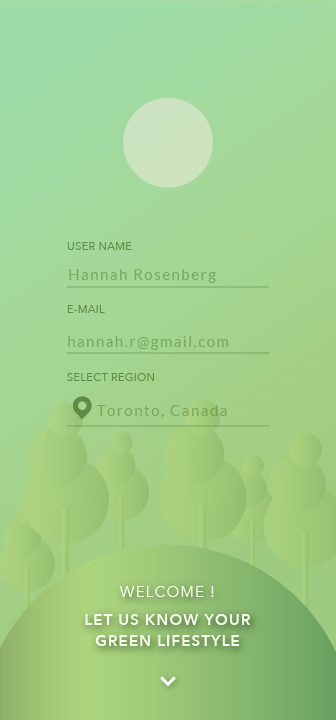 USER NAME
Hannah Rosenberg
E-MAIL
hannah.r@gmail.com
SELECT REGION
Toronto, Canada
WELCOME !
LET US KNOW YOUR
GREEN LIFESTYLE